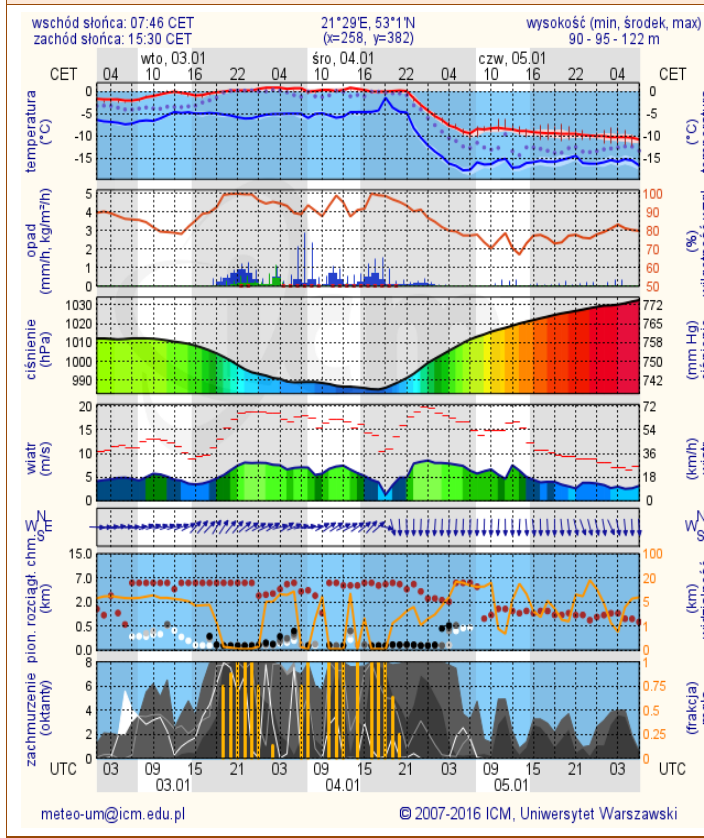 wschód słońca: 07:46 CET 21°29'E, 53°1'N wysokość (min, środek, max)
zachód słońca: 15:30 CET (x=258, y=382) 90 - 95 - 122 m
wto, 03.01 śro, 04.01 czw, 05.01
CET 04 10 16 22 04 10 16 22 04 10 16 22 04 CET
temperatura
(°C)
0
-5
-10
-15
0
-5
-10
-15
(°C)
opad
(mm/h, kg/m²/h)
5
4
3
2
1
0
100
90
80
70
60
50
(%)
ciśnienie
(hPa)
1030
1020
1010
1000
990
772
765
758
750
742
(mm Hg)
wiatr
(m/s)
20
15
10
5
0
72
54
36
18
0
(km/h)
N
W E
S
chm.
pion. rozciągł.
(km)
15.0
7.0
2.0
0.5
0.0
100
20
5
1
0
(km)
zachmurzenie
(oktanty)
8
6
4
2
0
1
0.75
0.5
0.25
0
(frakcja)
UTC 03 09 15 21 03 09 15 21 03 09 15 21 03 UTC
03.01 04.01 05.01
meteo-um@icm.edu.pl © 2007-2016 ICM, Uniwersytet Warszawski